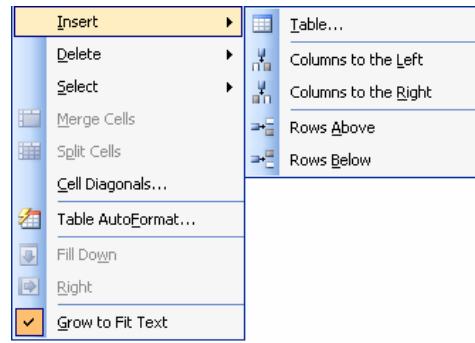 Insert
Delete
Select
Merge Cells
Split Cells
Cell Diagonals...
Table AutoFormat...
Fill Down
Right
Grow to Fit Text
Table...
Columns to the Left
Columns to the Right
Rows Above
Rows Below